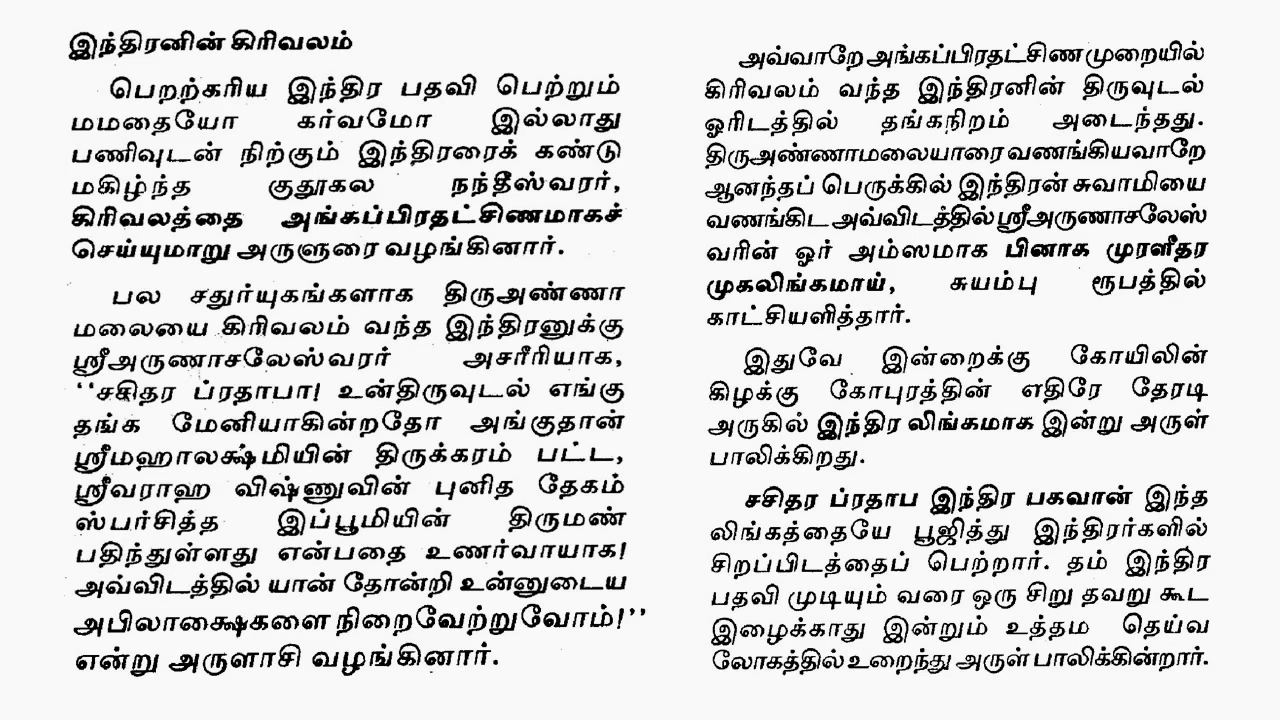 இந்திரனின் கிரிவலம்
பெறற்கரிய இந்திர பதவி பெற்றும்
மமதையோ கர்வமோ இல்லாது
பணிவுடன் நிற்கும் இந்திரரைக் கண்டு
மகிழ்ந்த குதூகல நந்தீஸ்வரர்,
கிரிவலத்தை அங்கப்பிரதட்சிணமாகச்
செய்யுமாறு அருளுரை வழங்கினார்.
பல சதுர்யுகங்களாக திருஅண்ணா
மலையை கிரிவலம் வந்த இந்திரனுக்கு
ஸ்ரீஅருணாசலேஸ்வரர் அசரீரியாக,
‘‘சசிதர ப்ரதாபா! உன்திருவுடல் எங்கு
தங்க மேனியாகின்றதோ அங்குதான்
ஸ்ரீமஹாலக்ஷ்மியின் திருக்கரம் பட்ட,
ஸ்ரீவராஹ விஷ்ணுவின் புனித தேகம்
ஸ்பர்சித்த இப்பூமியின் திருமண்
பதிந்துள்ளது என்பதை உணர்வாயாக!
அவ்விடத்தில் யான் தோன்றி உன்னுடைய
அபிலாக்ஷைகளை நிறைவேற்றுவோம்!’’
என்று அருளாசி வழங்கினார்.
அவ்வாறே அங்கப்பிரதட்சிண முறையில்
கிரிவலம் வந்த இந்திரனின் திருவுடல்
ஓரிடத்தில் தங்கநிறம் அடைந்தது.
திருஅண்ணாமலையாரை வணங்கியவாறே
ஆனந்தப் பெருக்கில் இந்திரன் சுவாமியை
வணங்கிட அவ்விடத்தில் ஸ்ரீஅருணாசலேஸ்
வரின் ஓர் அம்ஸமாக பினாக முரளீதர
முகலிங்கமாய், சுயம்பு ரூபத்தில்
காட்சியளித்தார்.
இதுவே இன்றைக்கு கோயிலின்
கிழக்கு கோபுரத்தின் எதிரே தேரடி
அருகில் இந்திர லிங்கமாக இன்று அருள்
பாலிக்கிறது.
சசிதர ப்ரதாப இந்திர பகவான் இந்த
லிங்கத்தையே பூஜித்து இந்திரர்களில்
சிறப்பிடத்தைப் பெற்றார். தம் இந்திர
பதவி முடியும் வரை ஒரு சிறு தவறு கூட
இழைக்காது இன்றும் உத்தம தெய்வ
லோகத்தில் உறைந்து அருள் பாலிக்கின்றார்.